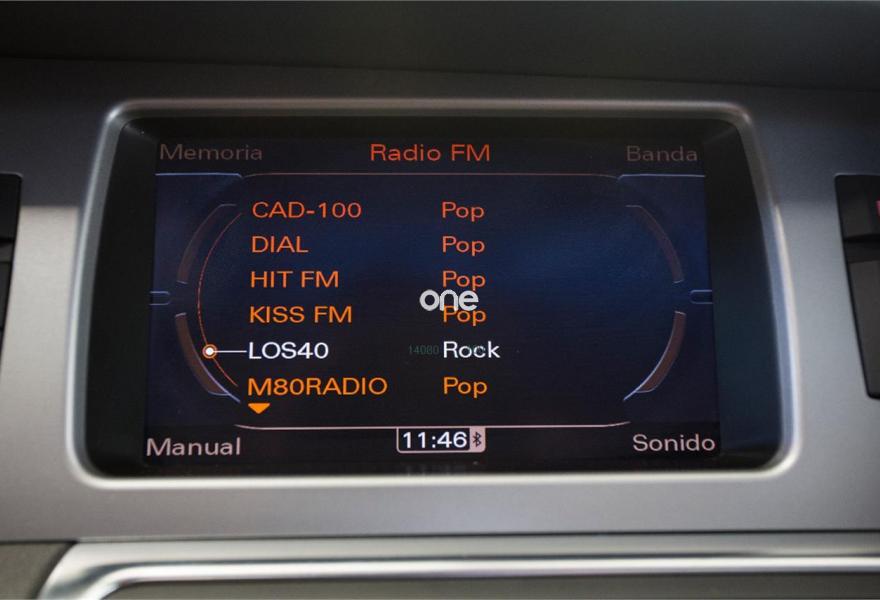 Memoria Radio FM Banda
CAD-100 Pop
DIAL Pop
HIT FM Pop
one
KISS FM Pop
LOS40 Rock
M80RADIO Pop
Manual 11:46 Sonido